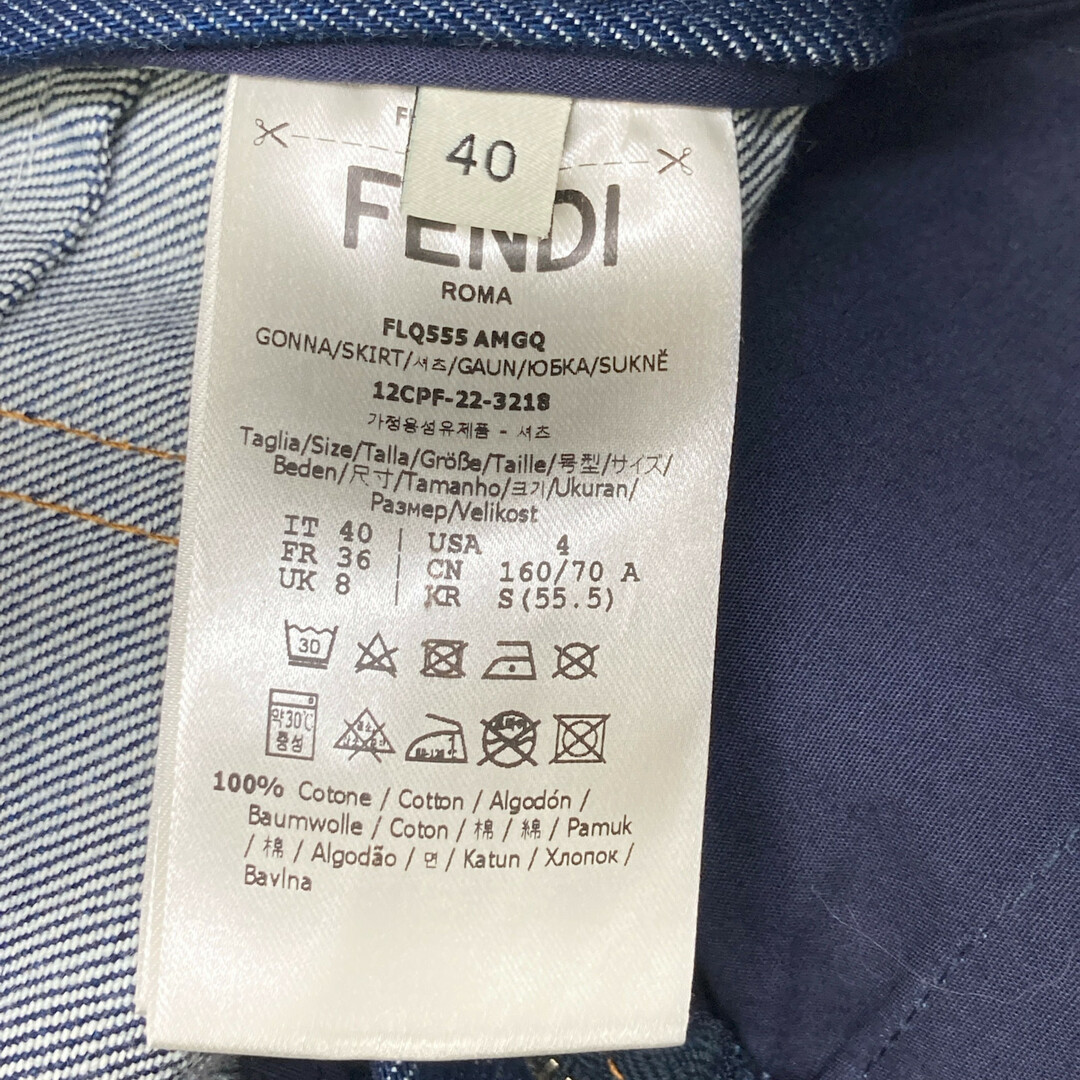 40
FENDI
ROMA
FLQ555 AMGQ
GONNA/SKIRT/셔츠/GAUN/ЮБКА/SUKNĚ
12CPF-22-3218
가정용섬유제품 - 셔츠
Taglia/Size/Talla/Größe/Taille/号型/サイズ/
Beden/尺寸/Tamanho/크기/Ukuran/
Размер/Velikost
IT 40 | USA 4
FR 36 | CN 160/70 A
UK 8 | KR S(55.5)
30
약30℃
중성
100% Cotone / Cotton / Algodón /
Baumwolle / Coton / 棉 / 綿 / Pamuk
/ 棉 / Algodão / 면 / Katun / Хлопок /
Bavlna